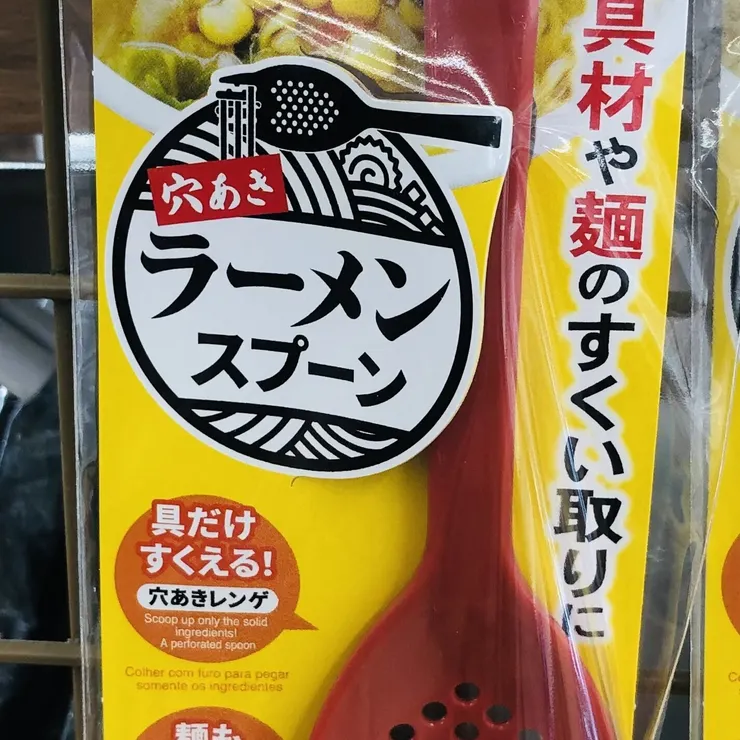 具材や麺のすくい取りに
穴あき
ラーメン
スプーン
具だけ
すくえる!
穴あきレンゲ
Scoop up only the solid
ingredients!
A perforated spoon
Colher com furo para pegar
somente os ingredientes
麺も